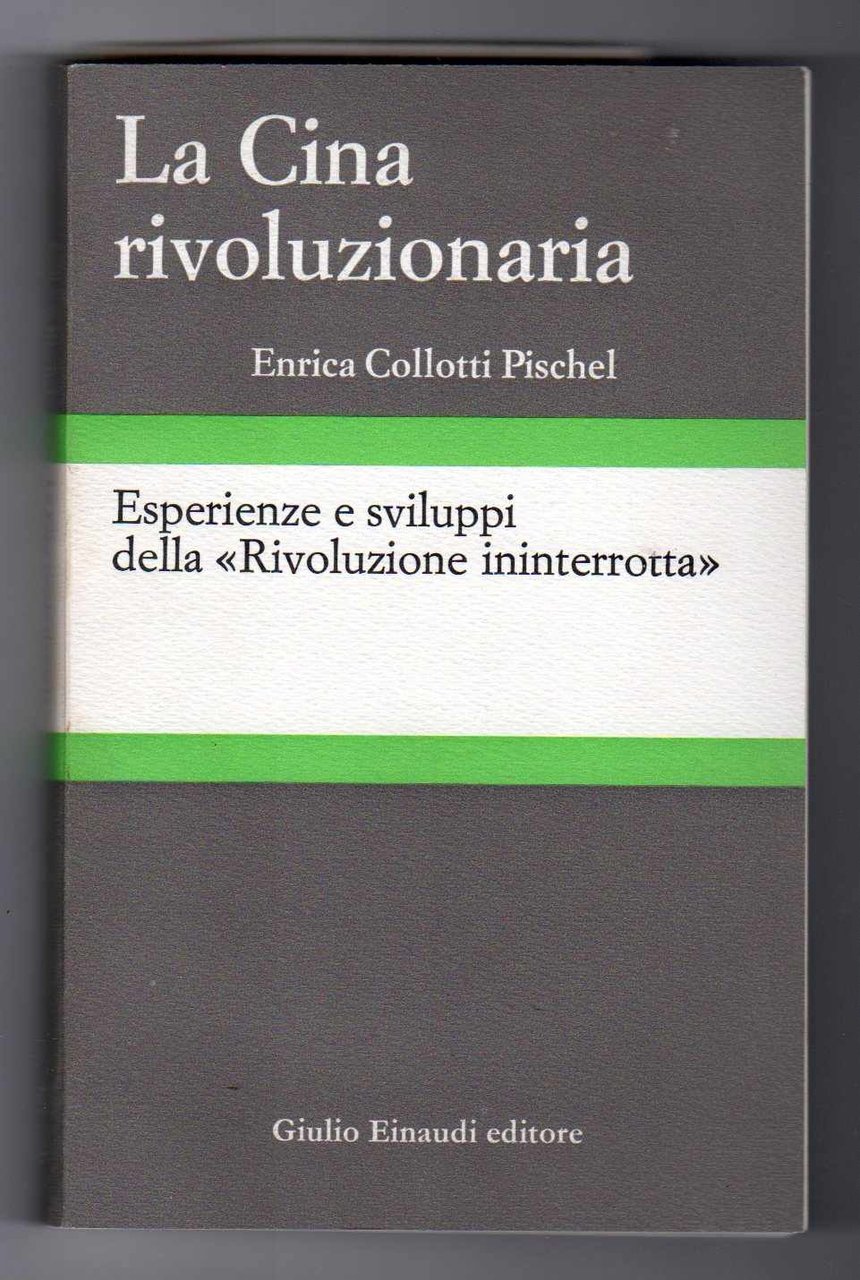 La Cina
rivoluzionaria
Enrica Collotti Pischel
Esperienze e sviluppi
della «Rivoluzione ininterrotta»
Giulio Einaudi editore